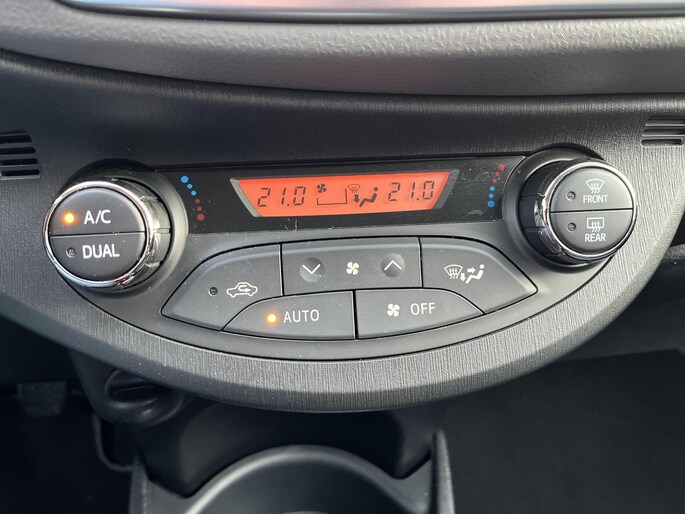 21.0 21.0
A/C
DUAL
FRONT
REAR
AUTO
OFF